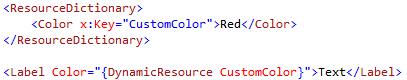 <ResourceDictionary>
    <Color x:Key="CustomColor">Red</Color>
</ResourceDictionary>
<Label Color="{DynamicResource CustomColor}">Text</Label>